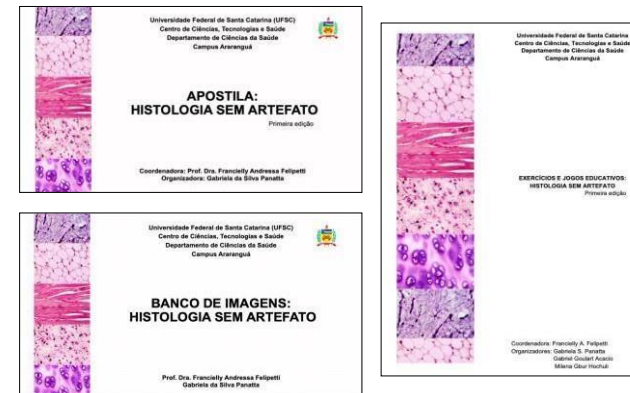 Universidade Federal de Santa Catarina (UFSC)
Centro de Ciências, Tecnologias e Saúde
Departamento de Ciências da Saúde
Campus Araranguá
APOSTILA:
HISTOLOGIA SEM ARTEFATO
Primeira edição
Coordenadora: Prof. Dra. Francielly Andressa Felipetti
Organizadora: Gabriela da Silva Panatta
Universidade Federal de Santa Catarina (UFSC)
Centro de Ciências, Tecnologias e Saúde
Departamento de Ciências da Saúde
Campus Araranguá
BANCO DE IMAGENS:
HISTOLOGIA SEM ARTEFATO
Prof. Dra. Francielly Andressa Felipetti
Gabriela da Silva Panatta
Universidade Federal de Santa Catarina
Centro de Ciências, Tecnologias e Saúde
Departamento de Ciências da Saúde
Campus Araranguá
EXERCÍCIOS E JOGOS EDUCATIVOS:
HISTOLOGIA SEM ARTEFATO
Primeira edição
Coordenadora: Francielly A. Felipetti
Organizadores: Gabriela S. Panatta
Gabriel Goulart Acacio
Milena Gbur Hochuli